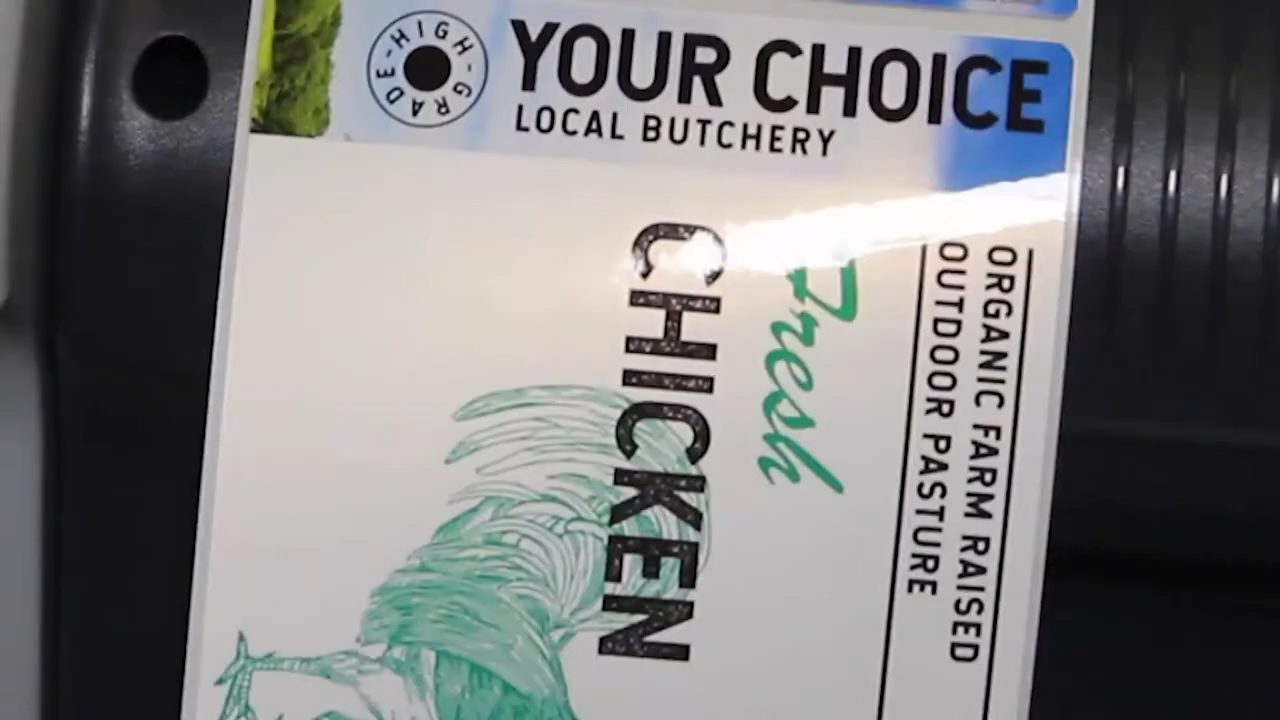 HIGH-GRADE-
YOUR CHOICE
LOCAL BUTCHERY
ORGANIC FARM RAISED
OUTDOOR PASTURE
Fresh
CHICKEN